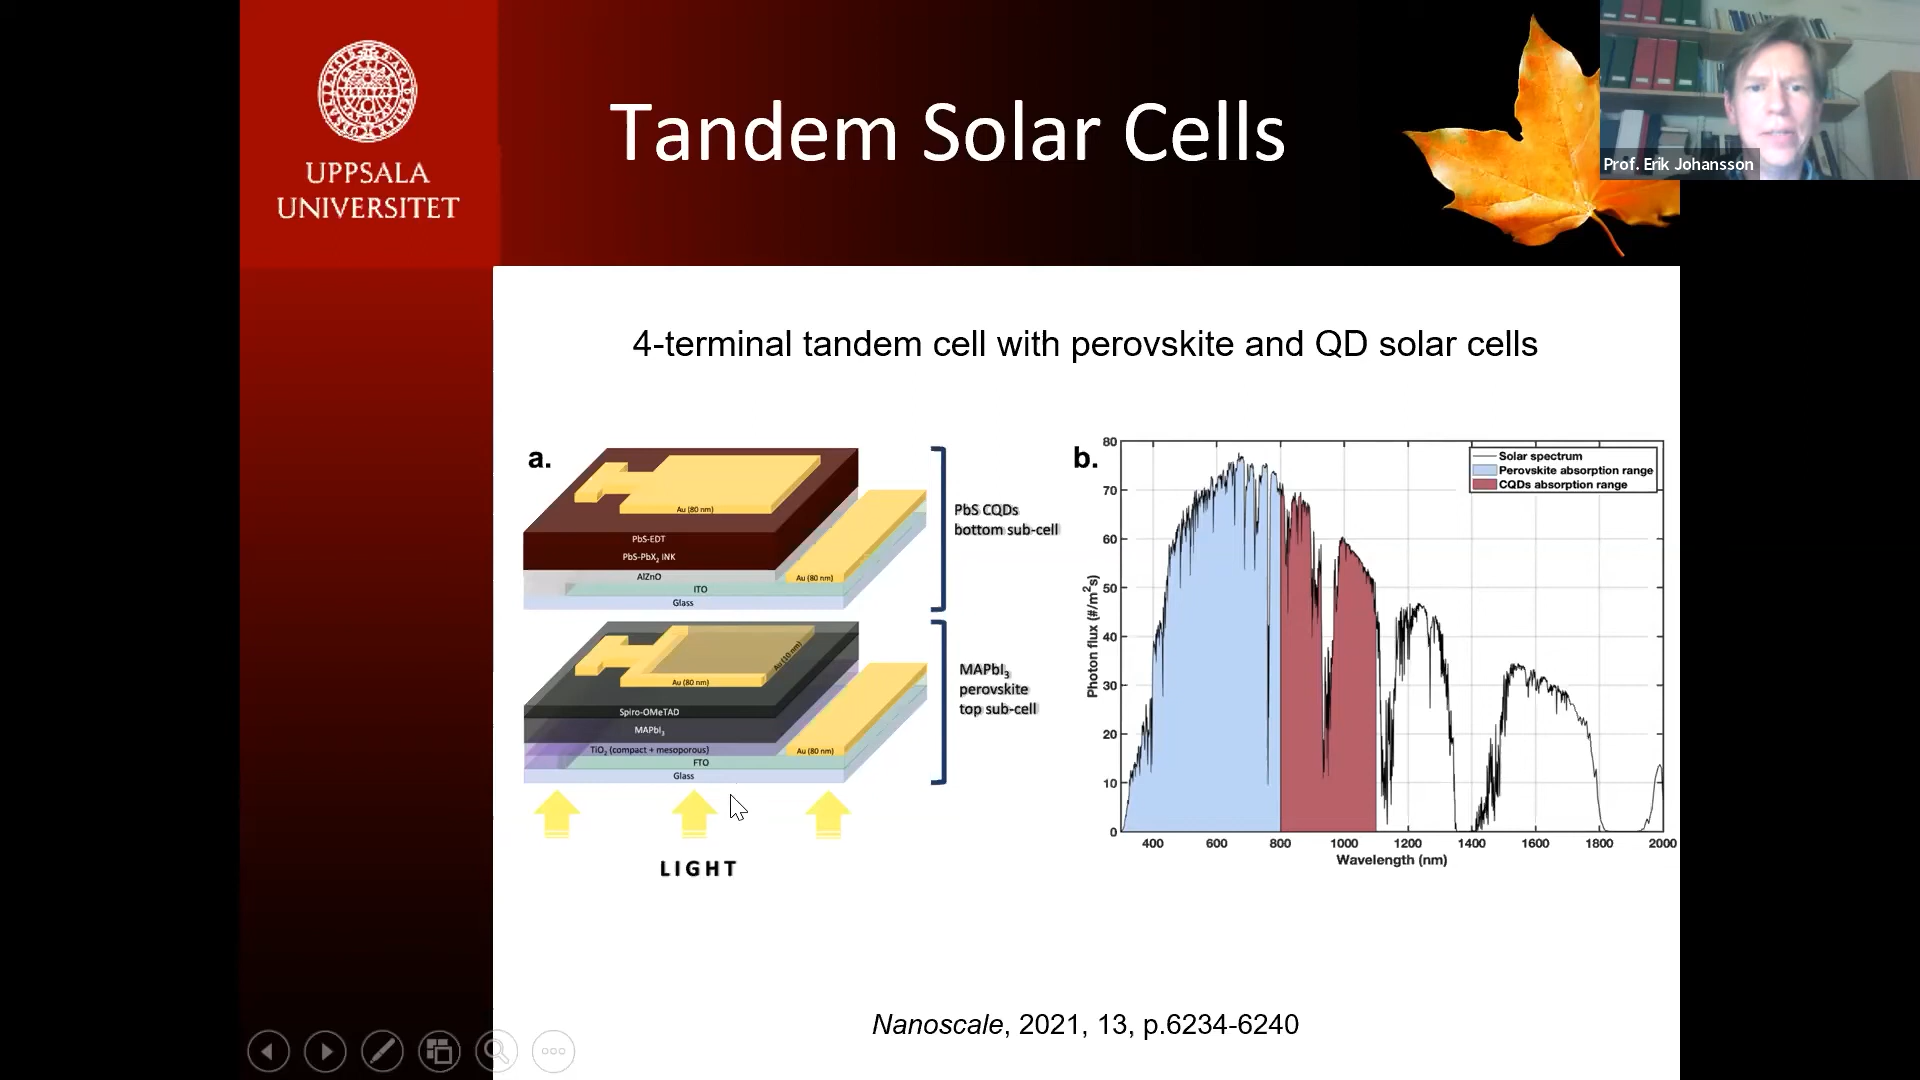 UPPSALA
UNIVERSITET
Tandem Solar Cells
Prof. Erik Johansson
4-terminal tandem cell with perovskite and QD solar cells
a.
Au (80 nm)
PbS-EDT
PbS-PbX₂ INK
AlZnO
Au (80 nm)
ITO
Glass
PbS CQDs
bottom sub-cell
Au (10 nm)
Au (80 nm)
Spiro-OMeTAD
MAPbI₃
TiO₂ (compact + mesoporous)
Au (80 nm)
FTO
Glass
MAPbI₃
perovskite
top sub-cell
LIGHT
b.
Solar spectrum
Perovskite absorption range
CQDs absorption range
Photon flux (#/m²s)
80
70
60
50
40
30
20
10
0
400 600 800 1000 1200 1400 1600 1800 2000
Wavelength (nm)
Nanoscale, 2021, 13, p.6234-6240